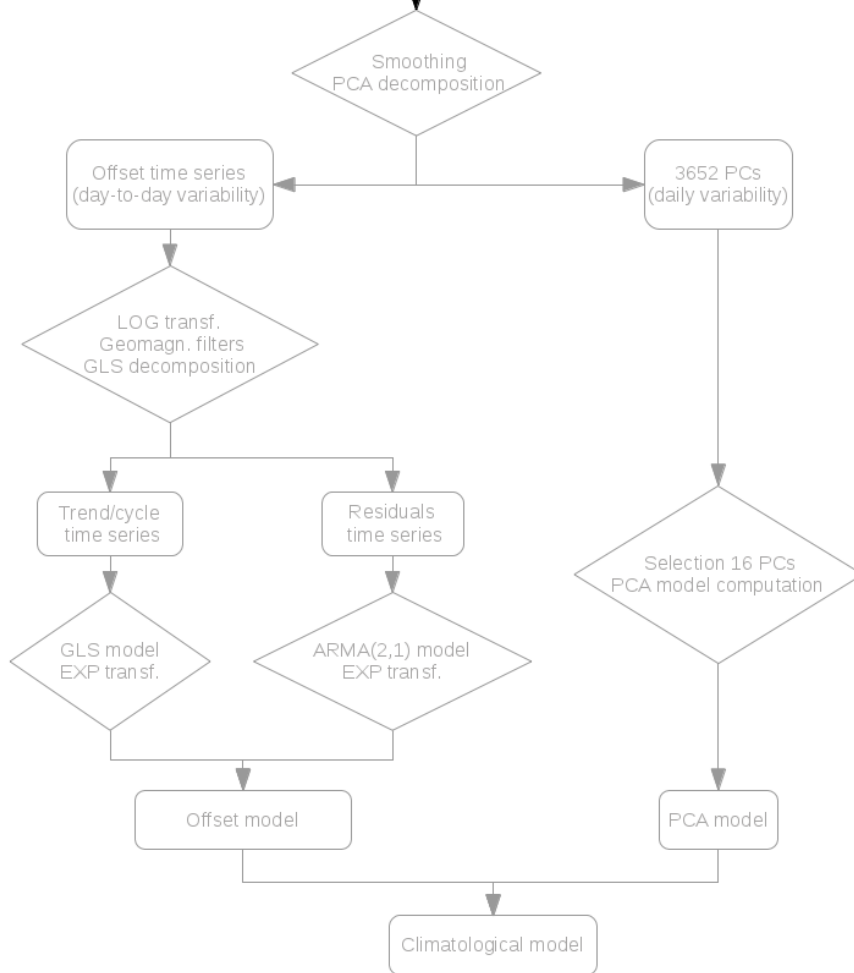 Smoothing
PCA decomposition
Offset time series
(day-to-day variability)
3652 PCs
(daily variability)
LOG transf.
Geomagn. filters
GLS decomposition
Trend/cycle
time series
Residuals
time series
Selection 16 PCs
PCA model computation
GLS model
EXP transf.
ARMA(2,1) model
EXP transf.
Offset model
PCA model
Climatological model